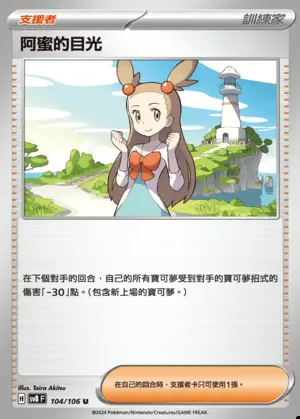 支援者 訓練家
阿蜜的目光
在下個對手的回合，自己的所有寶可夢受到對手的寶可夢招式的
傷害「-30」點。（包含新上場的寶可夢。）
Illus. Taira Akitsu
H SV8 F 104/106 U
在自己的回合時，支援者卡只可使用1張。
©2024 Pokémon/Nintendo/Creatures/GAME FREAK.